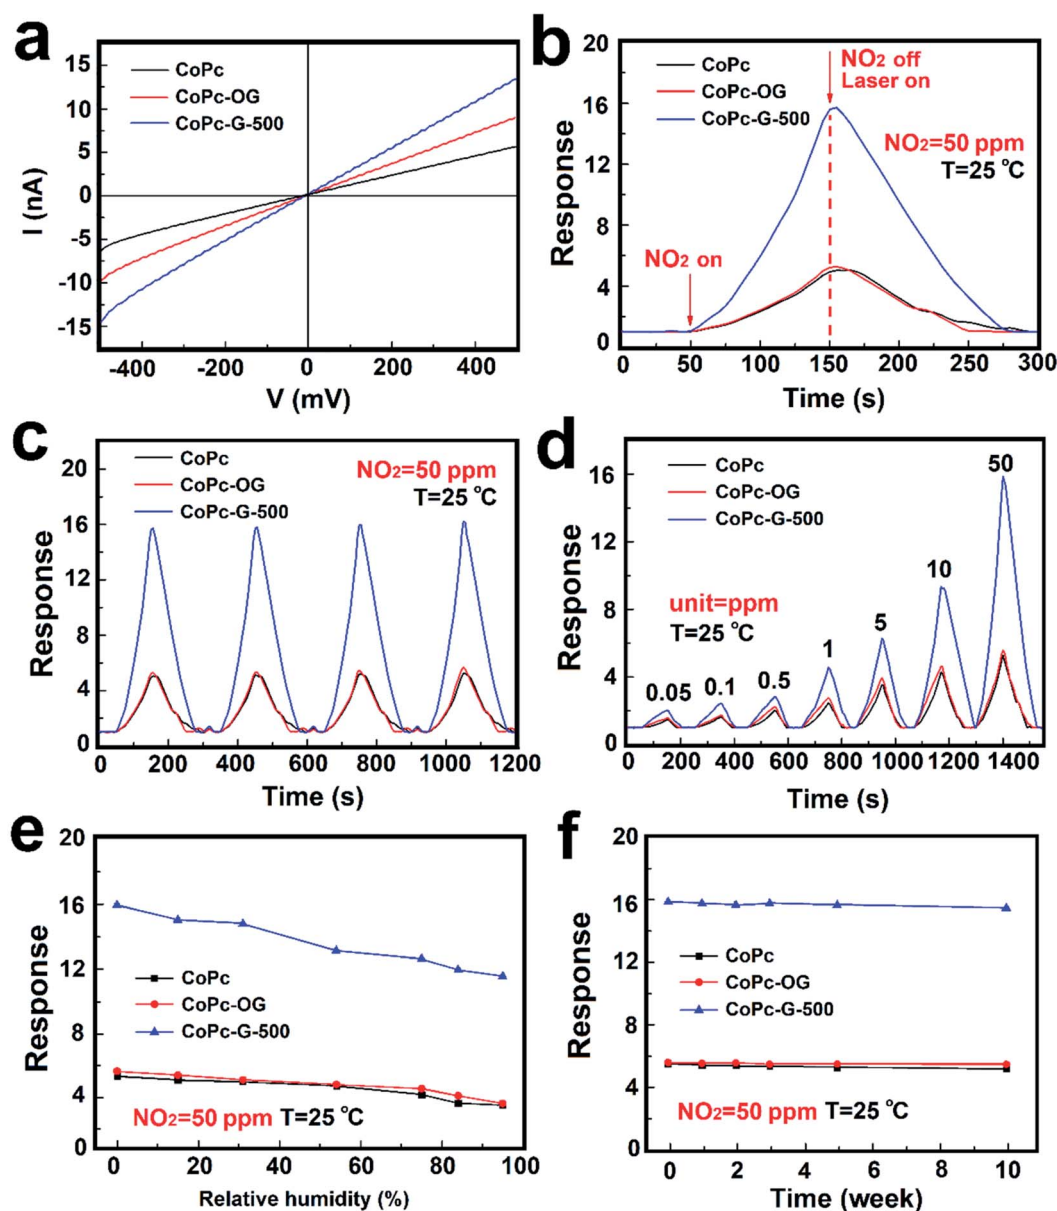 a
I (nA)
15
10
5
0
-5
-10
-15
CoPc
CoPc-OG
CoPc-G-500
-400
-200
0
200
400
V (mV)
b
Response
20
16
12
8
4
0
CoPc
CoPc-OG
CoPc-G-500
NO2 off
Laser on
NO2=50 ppm
T=25 °C
NO2 on
0
50
100
150
200
250
300
Time (s)
c
Response
20
16
12
8
4
0
CoPc
CoPc-OG
CoPc-G-500
NO2=50 ppm
T=25 °C
0
200
400
600
800
1000
1200
Time (s)
d
Response
16
12
8
4
0
CoPc
CoPc-OG
CoPc-G-500
unit=ppm
T=25 °C
0.05
0.1
0.5
1
5
10
50
0
200
400
600
800
1000
1200
1400
Time (s)
e
Response
20
16
12
8
4
0
CoPc
CoPc-OG
CoPc-G-500
NO2=50 ppm T=25 °C
0
20
40
60
80
100
Relative humidity (%)
f
Response
20
16
12
8
4
0
CoPc
CoPc-OG
CoPc-G-500
NO2=50 ppm T=25 °C
0
2
4
6
8
10
Time (week)